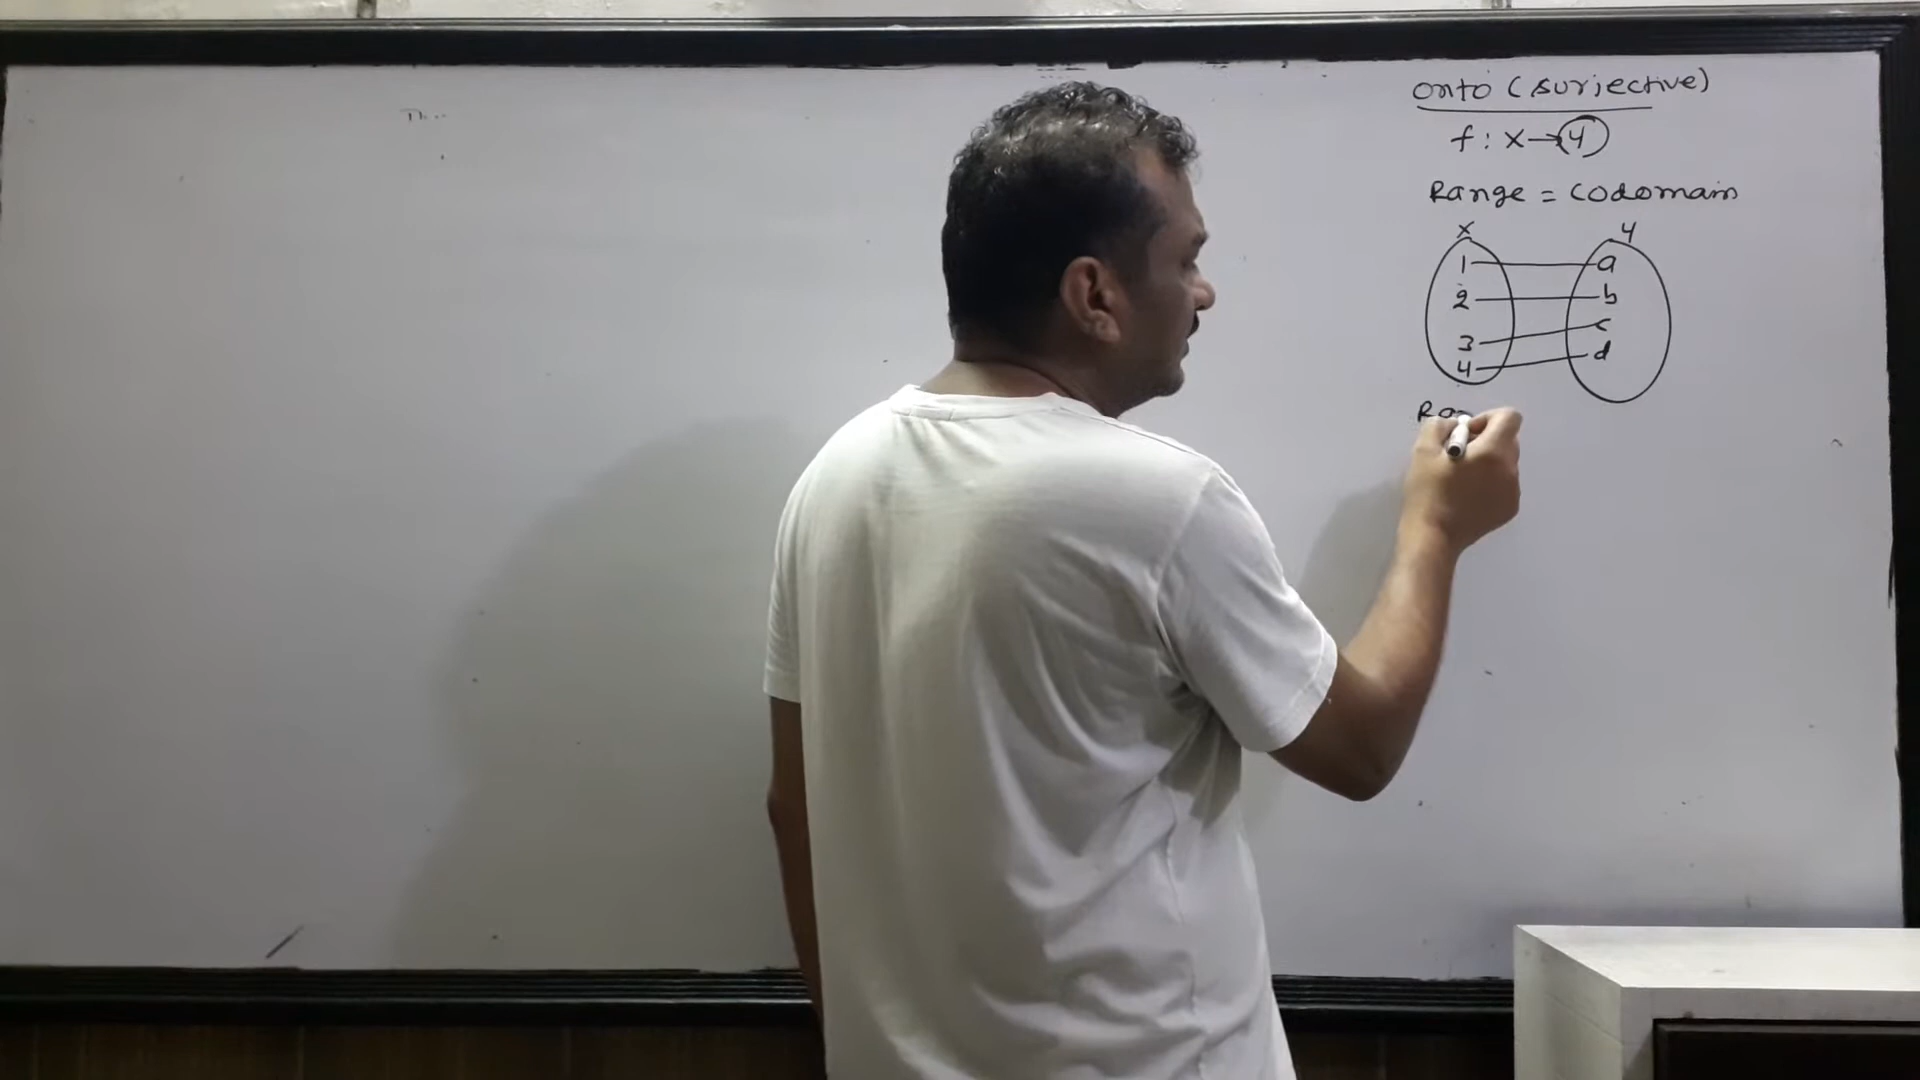 onto (surjective)
f : X → Y
Range = Codomain
X Y
1 a
2 b
3 c
4 d
Ra